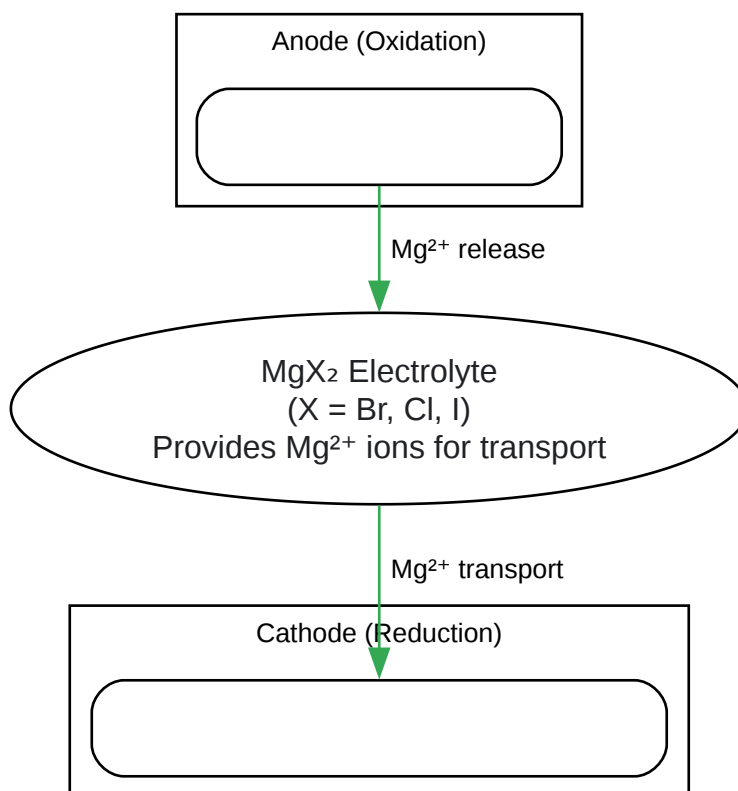 Anode (Oxidation)
Mg²⁺ release
MgX₂ Electrolyte
(X = Br, Cl, I)
Provides Mg²⁺ ions for transport
Mg²⁺ transport
Cathode (Reduction)